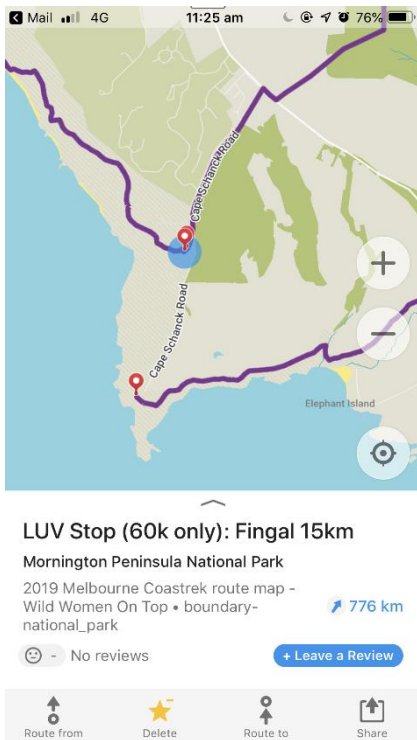 Mail 4G 11:25 am 76%
Cape Schanck Road
Cape Schanck Road
Elephant Island
LUV Stop (60k only): Fingal 15km
Mornington Peninsula National Park
2019 Melbourne Coastrek route map -
Wild Women On Top • boundary-
national_park
776 km
- No reviews
+ Leave a Review
Route from Delete Route to Share